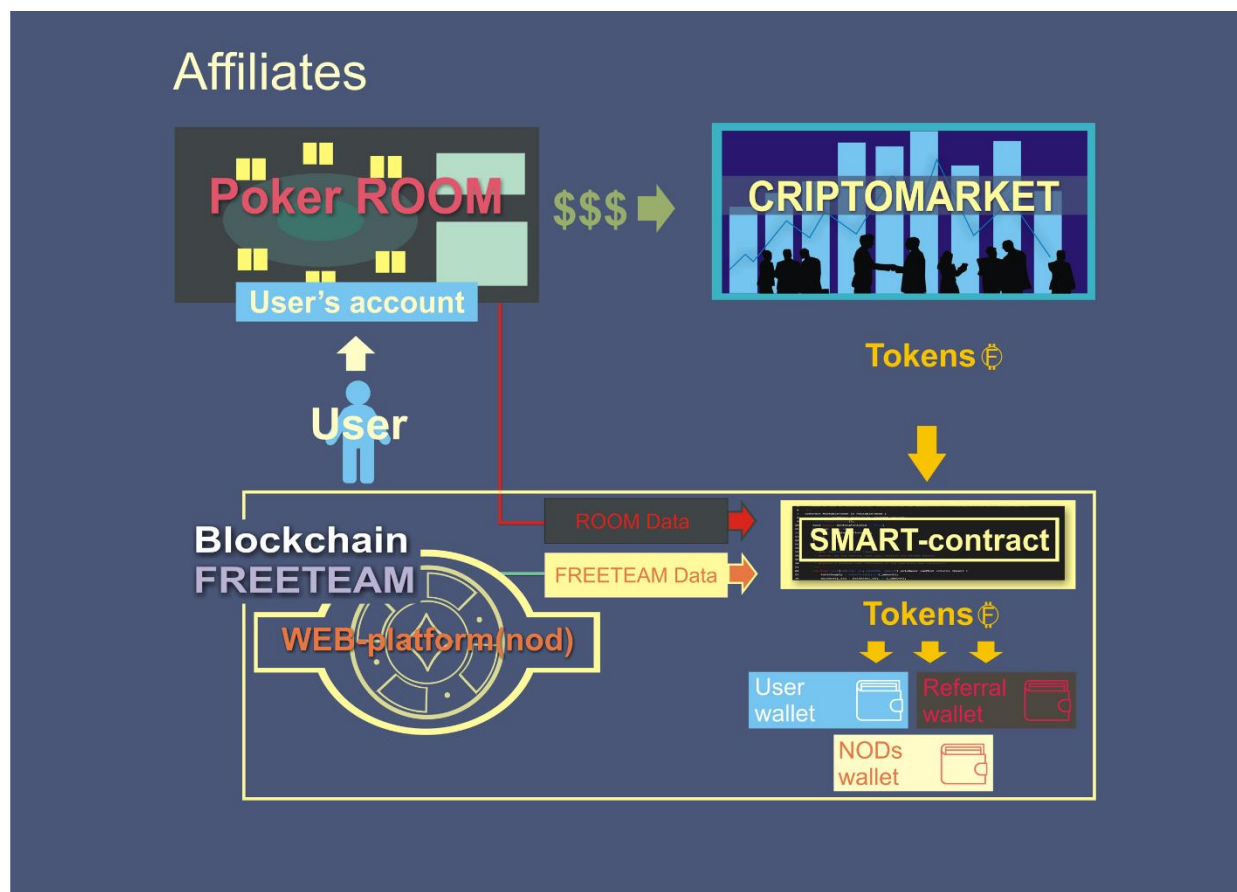 Affiliates
Poker ROOM
$$$
CRIPTOMARKET
User's account
Tokens
User
ROOM Data
SMART-contract
Blockchain
FREETEAM
FREETEAM Data
WEB-platform(nod)
Tokens
User
wallet
Referral
wallet
NODs
wallet